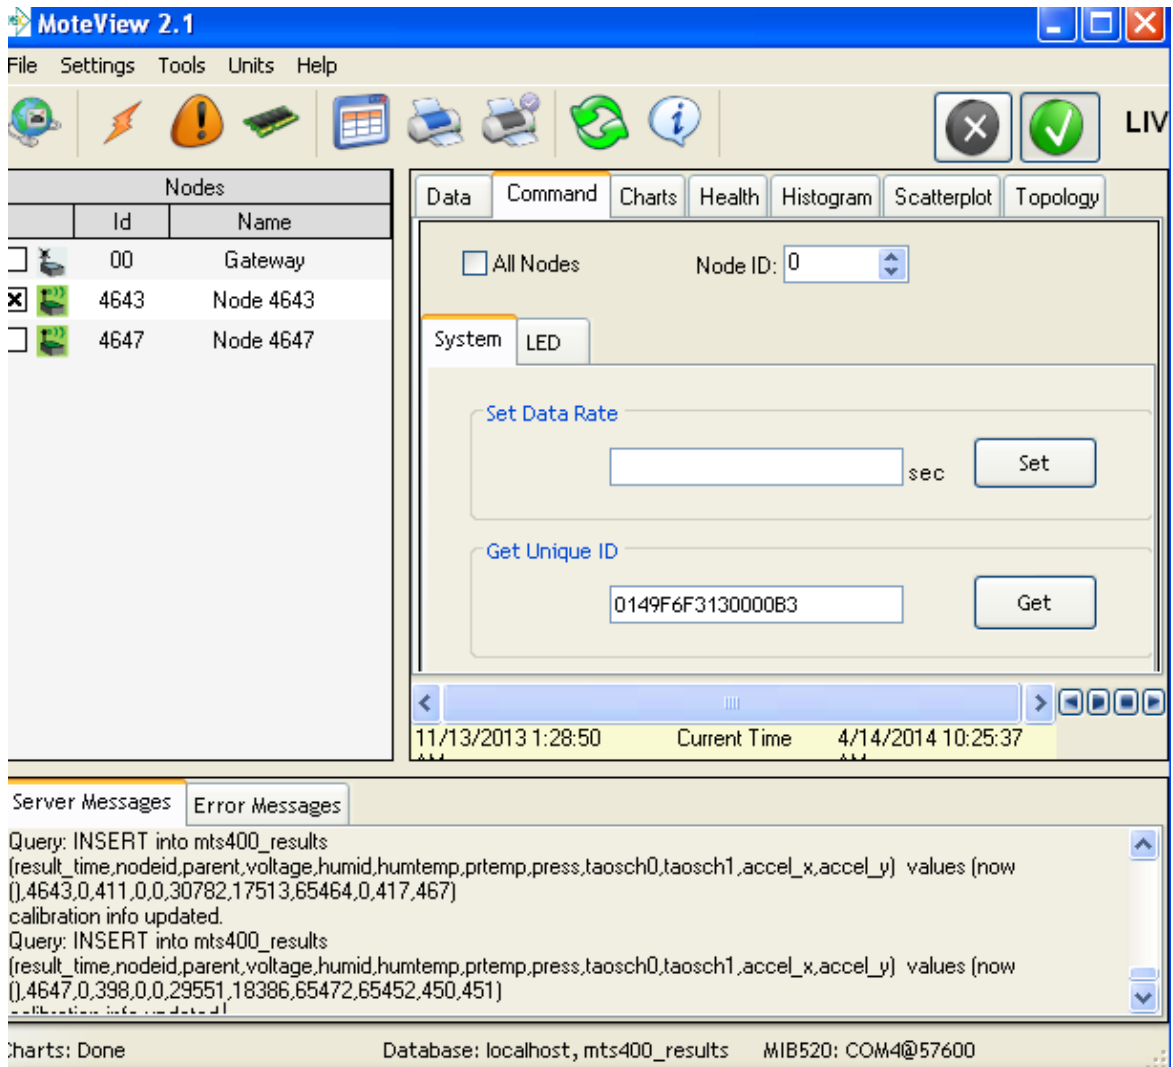 MoteView 2.1
File Settings Tools Units Help
LIV
Nodes
Id Name
00 Gateway
4643 Node 4643
4647 Node 4647
Data Command Charts Health Histogram Scatterplot Topology
All Nodes Node ID: 0
System LED
Set Data Rate
sec Set
Get Unique ID
0149F6F3130000B3 Get
11/13/2013 1:28:50 Current Time 4/14/2014 10:25:37
AM AM
Server Messages Error Messages
Query: INSERT into mts400_results
(result_time,nodeid,parent,voltage,humid,humtemp,prtemp,press,taosch0,taosch1,accel_x,accel_y) values (now
(),4643,0,411,0,0,30782,17513,65464,0,417,467)
calibration info updated.
Query: INSERT into mts400_results
(result_time,nodeid,parent,voltage,humid,humtemp,prtemp,press,taosch0,taosch1,accel_x,accel_y) values (now
(),4647,0,398,0,0,29551,18386,65472,65452,450,451)
calibration info updated
Charts: Done Database: localhost, mts400_results MIB520: COM4@57600